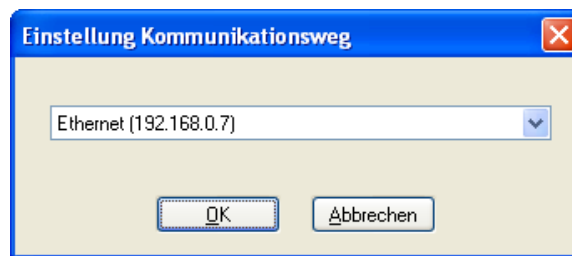 Einstellung Kommunikationsweg
Ethernet (192.168.0.7)
OK Abbrechen